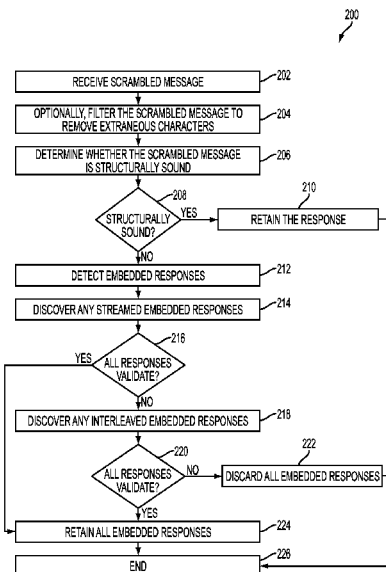 200
RECEIVE SCRAMBLED MESSAGE
202
OPTIONALLY, FILTER THE SCRAMBLED MESSAGE TO
REMOVE EXTRANEOUS CHARACTERS
204
DETERMINE WHETHER THE SCRAMBLED MESSAGE
IS STRUCTURALLY SOUND
206
208
STRUCTURALLY
SOUND?
YES
210
RETAIN THE RESPONSE
NO
DETECT EMBEDDED RESPONSES
212
DISCOVER ANY STREAMED EMBEDDED RESPONSES
214
216
YES
ALL RESPONSES
VALIDATE?
NO
DISCOVER ANY INTERLEAVED EMBEDDED RESPONSES
218
220
ALL RESPONSES
VALIDATE?
NO
222
DISCARD ALL EMBEDDED RESPONSES
YES
RETAIN ALL EMBEDDED RESPONSES
224
END
226